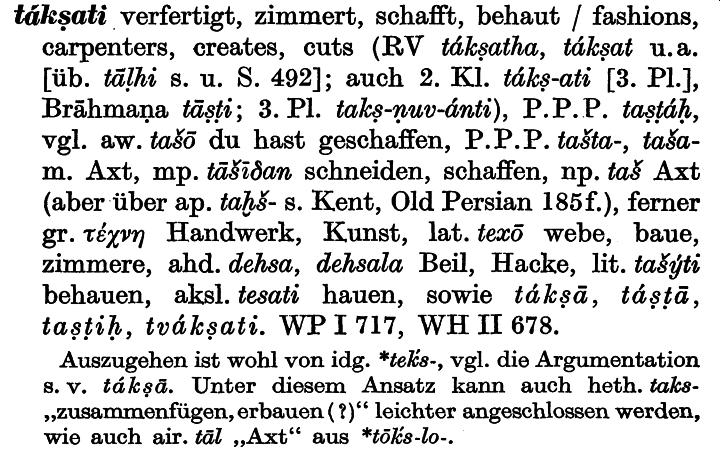 tákṣati verfertigt, zimmert, schafft, behaut / fashions,
carpenters, creates, cuts (RV tákṣatha, tákṣat u. a.
[üb. tāḷhi s. u. S. 492]; auch 2. Kl. tákṣ-ati [3. Pl.],
Brāhmaṇa tāṣṭi; 3. Pl. takṣ-ṇuv-ánti), P.P.P. taṣṭáḥ,
vgl. aw. tašō du hast geschaffen, P.P.P. tašta-, taša-
m. Axt, mp. tāšīδan schneiden, schaffen, np. taš Axt
(aber über ap. taḫš- s. Kent, Old Persian 185f.), ferner
gr. τέχνη Handwerk, Kunst, lat. texō webe, baue,
zimmere, ahd. dehsa, dehsala Beil, Hacke, lit. tašýti
behauen, aksl. tesati hauen, sowie tákṣā, táṣṭā,
taṣṭiḥ, tvákṣati. WP I 717, WH II 678.
Auszugehen ist wohl von idg. *teḱs-, vgl. die Argumentation
s. v. tákṣā. Unter diesem Ansatz kann auch heth. taks-
„zusammenfügen, erbauen (?)“ leichter angeschlossen werden,
wie auch air. tāl „Axt“ aus *tōḱs-lo-.